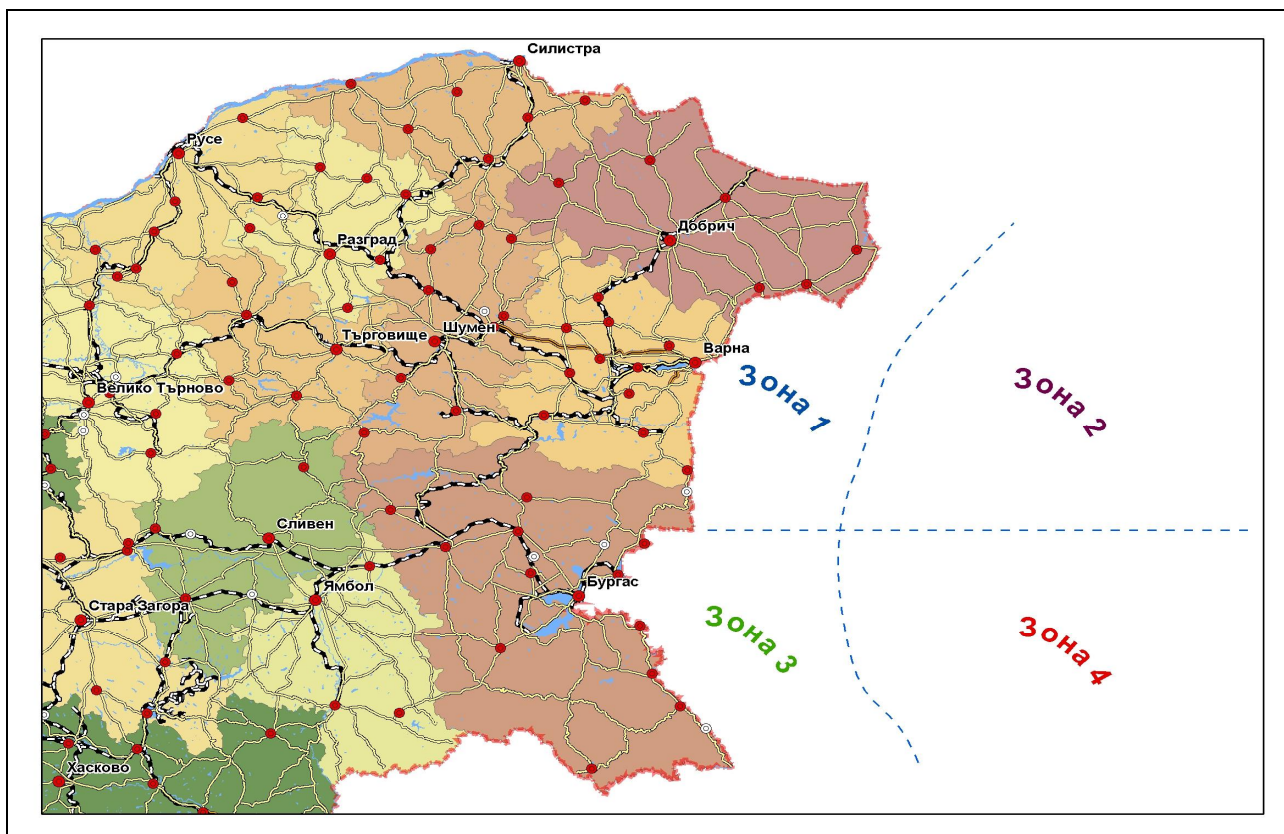 Силистра
Русе
Добрич
Разград
Шумен
Търговище
Варна
Велико Търново
Зона 1
Зона 2
Сливен
Бургас
Ямбол
Стара Загора
Зона 3
Зона 4
Хасково